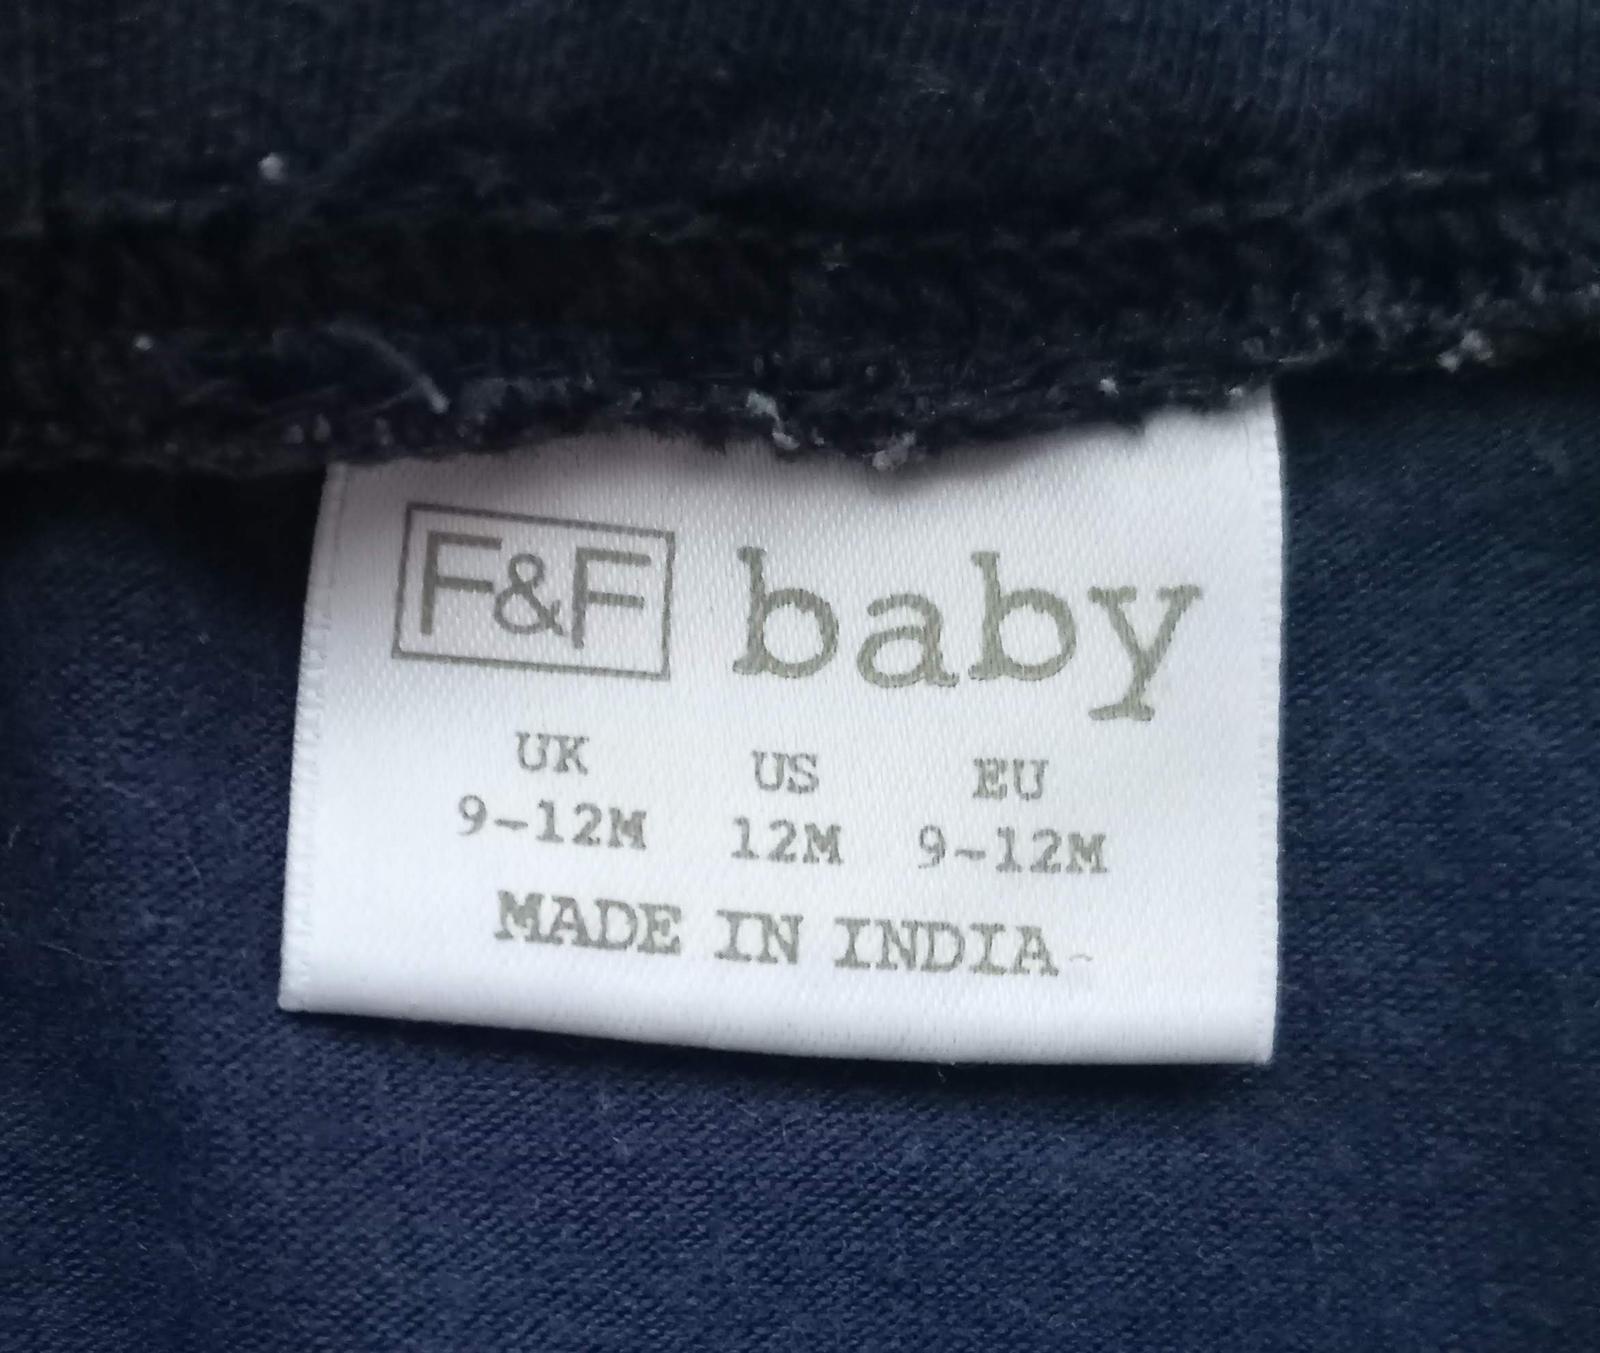 F&F baby
UK US EU
9-12M 12M 9-12M
MADE IN INDIA